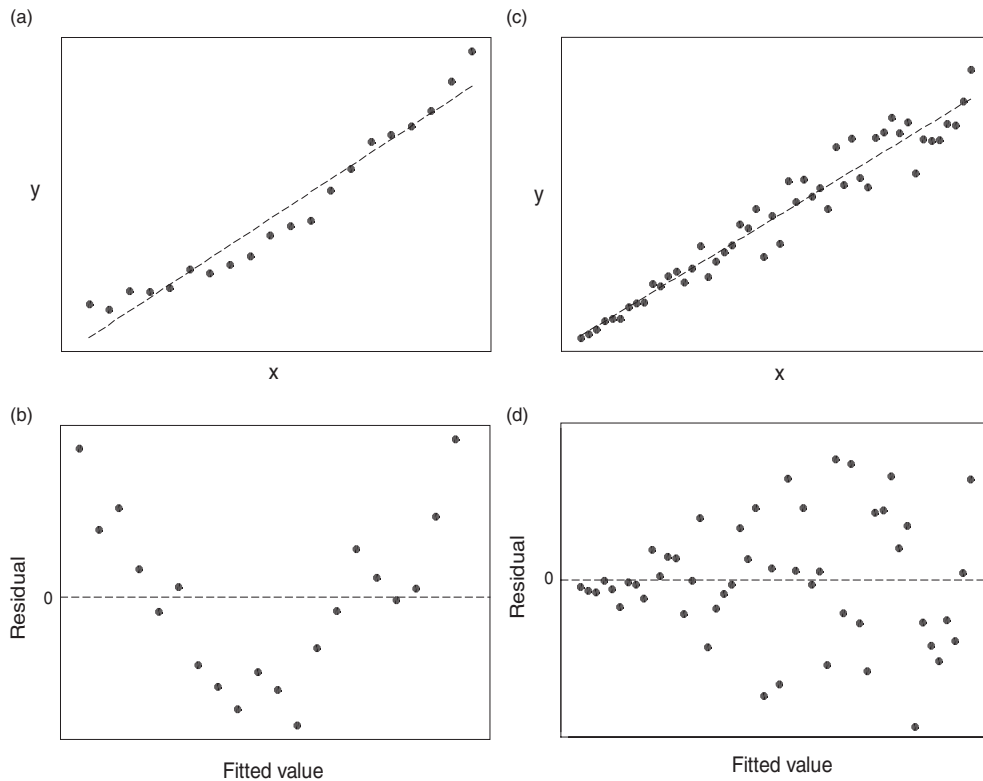 (a)
y
x
(c)
y
x
(b)
Residual
0
Fitted value
(d)
Residual
0
Fitted value